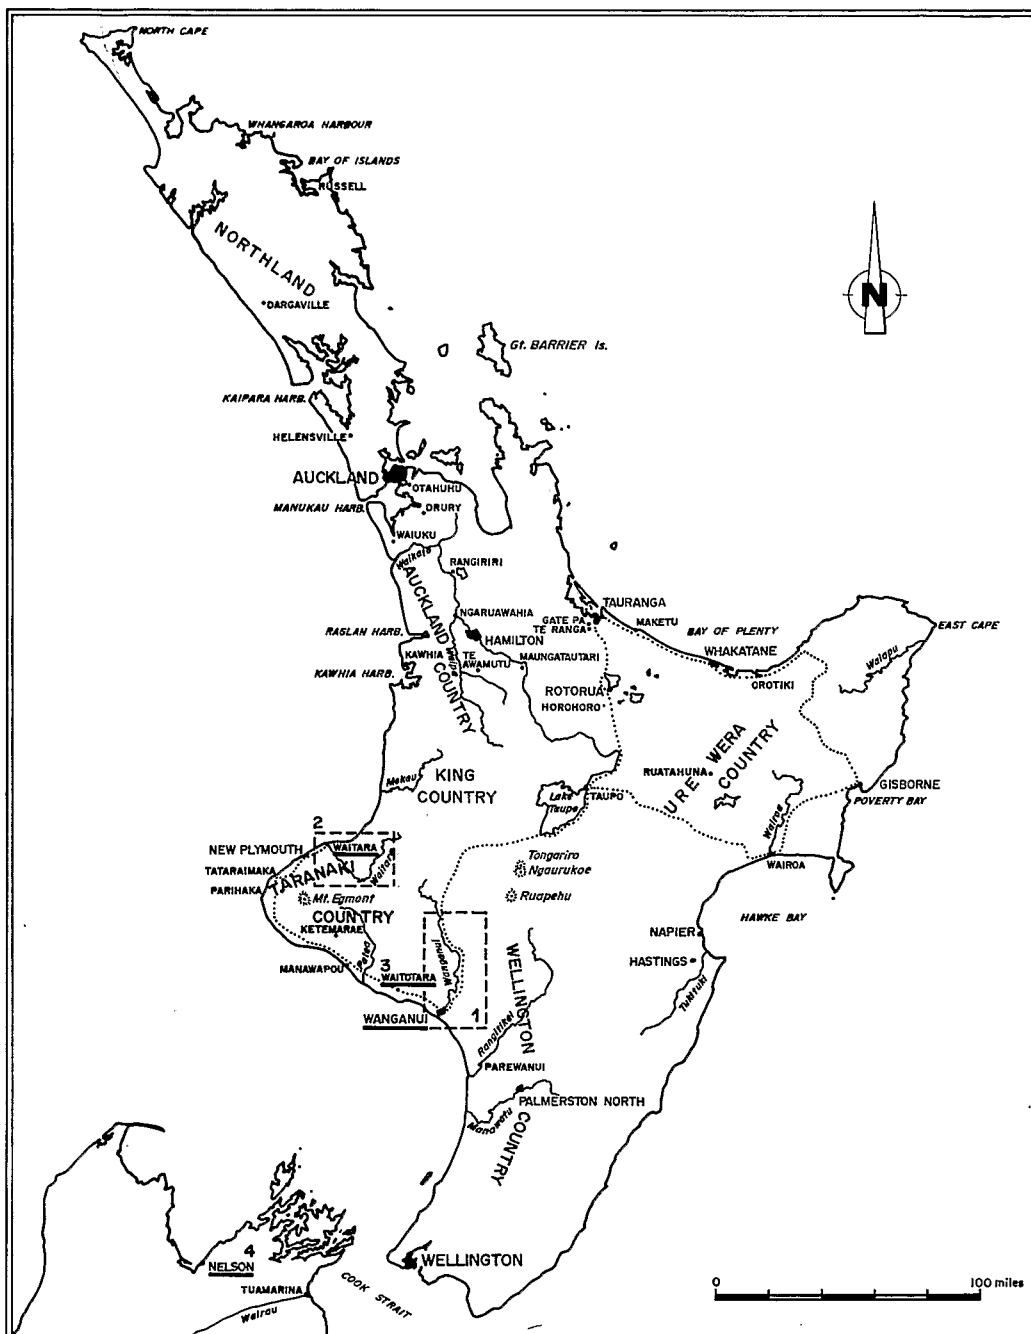 NORTH CAPE
WHANGAROA HARBOUR
BAY OF ISLANDS
RUSSELL
NORTHLAND
DARGAVILLE
N
Gt. BARRIER Is.
KAIPARA HARB.
HELENSVILLE
AUCKLAND
OTAHUHU
MANUKAU HARB.
DRURY
WAIUKU
Waikato
RANGIRIRI
AUCKLAND
COUNTRY
NGARUAWAHIA
TAURANGA
GATE PA
MAKETU
TE RANGA
EAST CAPE
RAGLAN HARB.
HAMILTON
BAY OF PLENTY
WHAKATANE
KAWHIA
Waipa
TE
AWAMUTU
MAUNGATAUTARI
Waiapu
KAWHIA HARB.
OROTIKI
ROTORUA
HOROHORO
URE WERA
COUNTRY
KING
COUNTRY
Mokau
RUATAHUNA
Lake
Taupo
TAUPO
GISBORNE
POVERTY BAY
Wairoa
2
NEW PLYMOUTH
WAITARA
Waitara
WAIROA
TATARAIMAKA
TARANAKI
PARIHAKA
Tongariro
Ngaurukoe
Mt. Egmont
Ruapehu
COUNTRY
KETEMARAE
HAWKE BAY
NAPIER
HASTINGS
Tukituki
MANAWAPOU
Patea
3
WAITOTARA
Wanganui
WELLINGTON
COUNTRY
WANGANUI
1
Rangitikei
PAREWANUI
PALMERSTON NORTH
Manawatu
4
NELSON
WELLINGTON
TUAMARINA
Wairau
COOK STRAIT
0
100 miles